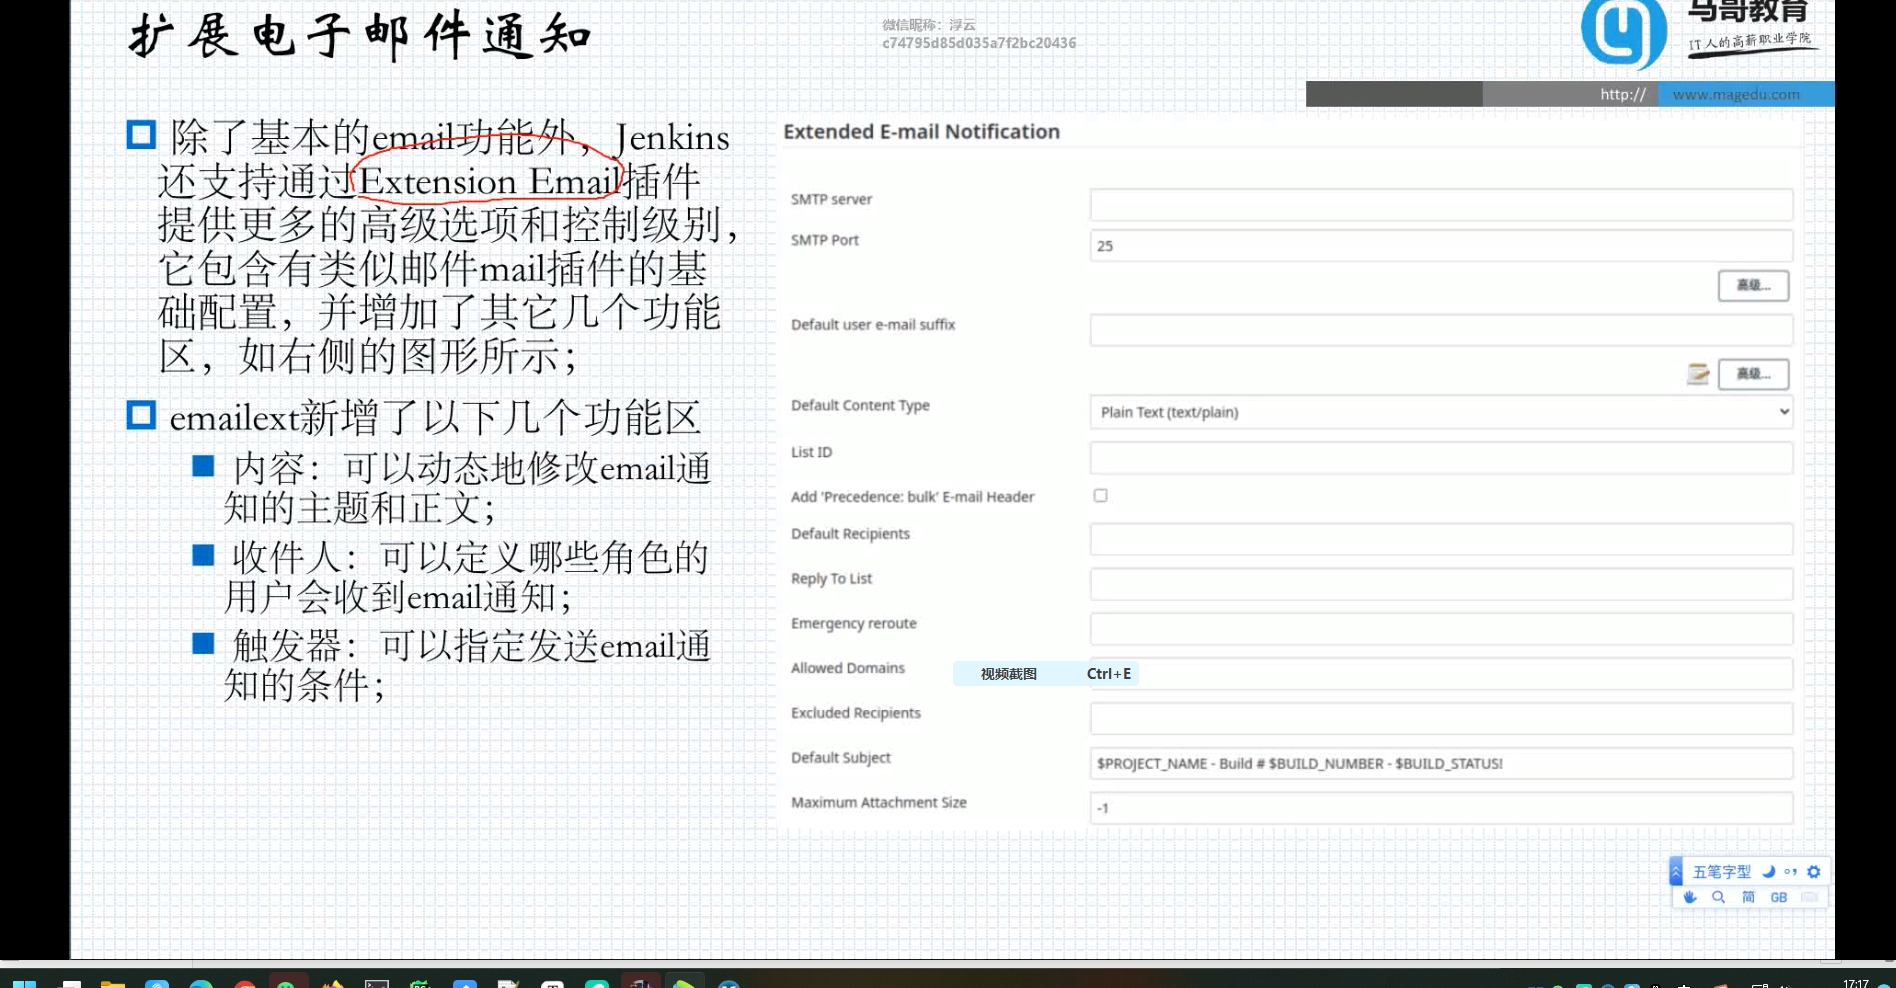 扩展电子邮件通知
微信昵称：浮云
c74795d85d035a7f2bc20436
马哥教育
IT人的高薪职业学院
http://
www.magedu.com
除了基本的email功能外，Jenkins
还支持通过Extension Email插件
提供更多的高级选项和控制级别，
它包含有类似邮件mail插件的基
础配置，并增加了其它几个功能
区，如右侧的图形所示；
emailext新增了以下几个功能区
内容：可以动态地修改email通
知的主题和正文；
收件人：可以定义哪些角色的
用户会收到email通知；
触发器：可以指定发送email通
知的条件；
Extended E-mail Notification
SMTP server
SMTP Port
25
高级...
Default user e-mail suffix
高级...
Default Content Type
Plain Text (text/plain)
List ID
Add 'Precedence: bulk' E-mail Header
Default Recipients
Reply To List
Emergency reroute
Allowed Domains
视频截图 Ctrl+E
Excluded Recipients
Default Subject
$PROJECT_NAME - Build # $BUILD_NUMBER - $BUILD_STATUS!
Maximum Attachment Size
-1
五笔字型
简 GB
17:17